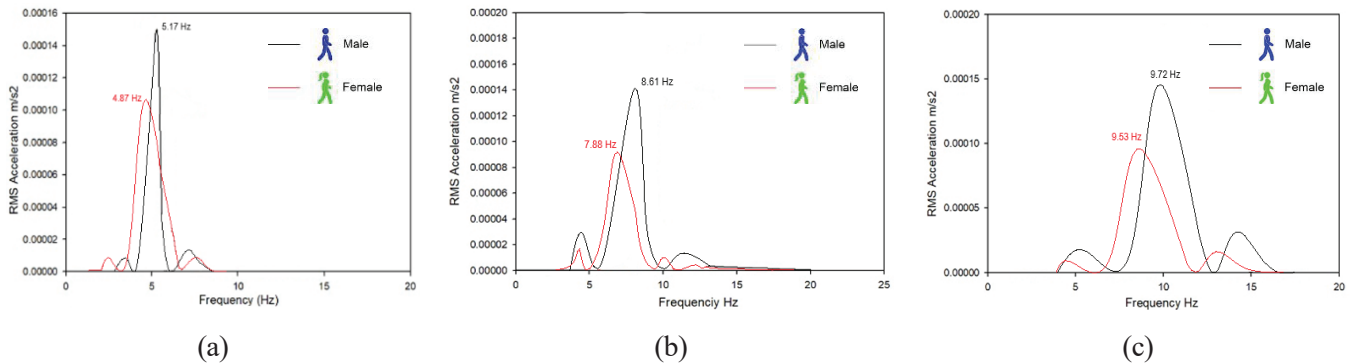 0.00016
0.00014
0.00012
0.00010
0.00008
0.00006
0.00004
0.00002
0.00000
RMS Acceleration m/s2
5.17 Hz
4.87 Hz
Male
Female
0 5 10 15 20
Frequency (Hz)
(a)
0.00020
0.00018
0.00016
0.00014
0.00012
0.00010
0.00008
0.00006
0.00004
0.00002
0.00000
RMS Acceleration m/s2
8.61 Hz
7.88 Hz
Male
Female
0 5 10 15 20 25
Frequenciy Hz
(b)
0.00020
0.00015
0.00010
0.00005
0.00000
RMS Acceleration m/s2
9.72 Hz
9.53 Hz
Male
Female
0 5 10 15 20
Frequenciy Hz
(c)